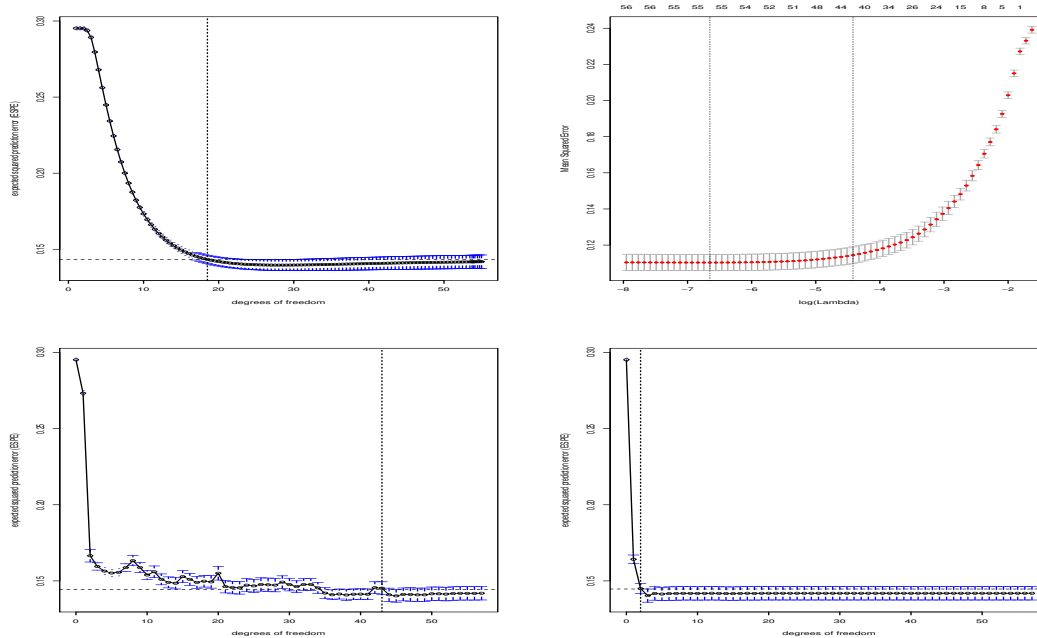 56 56 55 55 55 55 54 52 51 48 44 40 34 26 24 15 8 5 1
0.30
0.25
0.20
0.15
expected squared prediction error (ESPE)
0 10 20 30 40 50
degrees of freedom
0.24
0.22
0.20
0.18
0.16
0.14
0.12
Mean Squared Error
−8 −7 −6 −5 −4 −3 −2
log(Lambda)
0.30
0.25
0.20
0.15
expected squared prediction error (ESPE)
0 10 20 30 40 50
degrees of freedom
0.30
0.25
0.20
0.15
expected squared prediction error (ESPE)
0 10 20 30 40 50
degrees of freedom